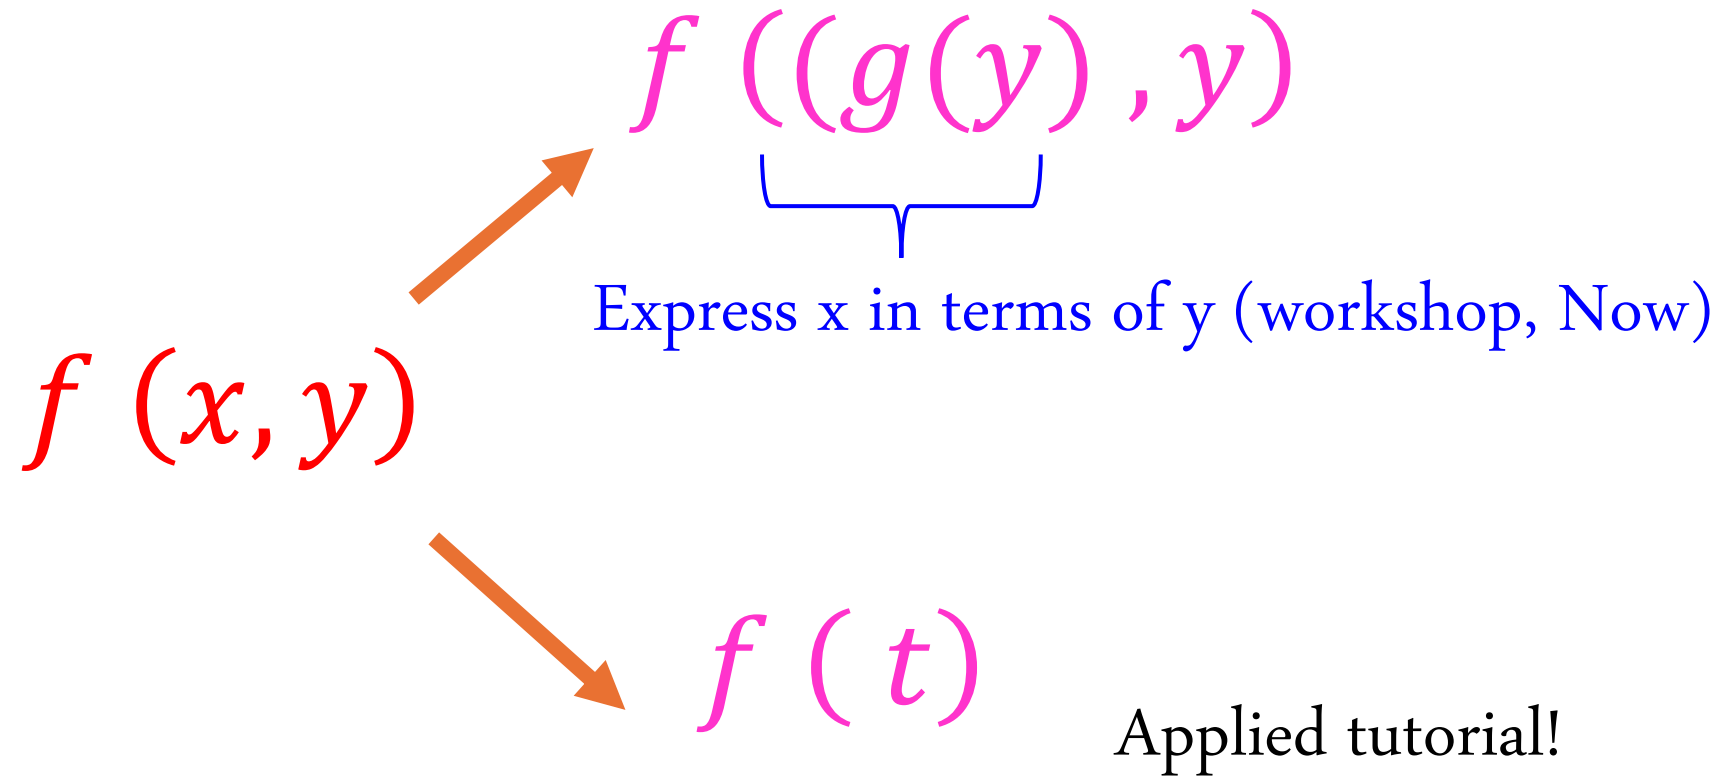 f ((g(y) , y)
Express x in terms of y (workshop, Now)
f (x, y)
f ( t)
Applied tutorial!